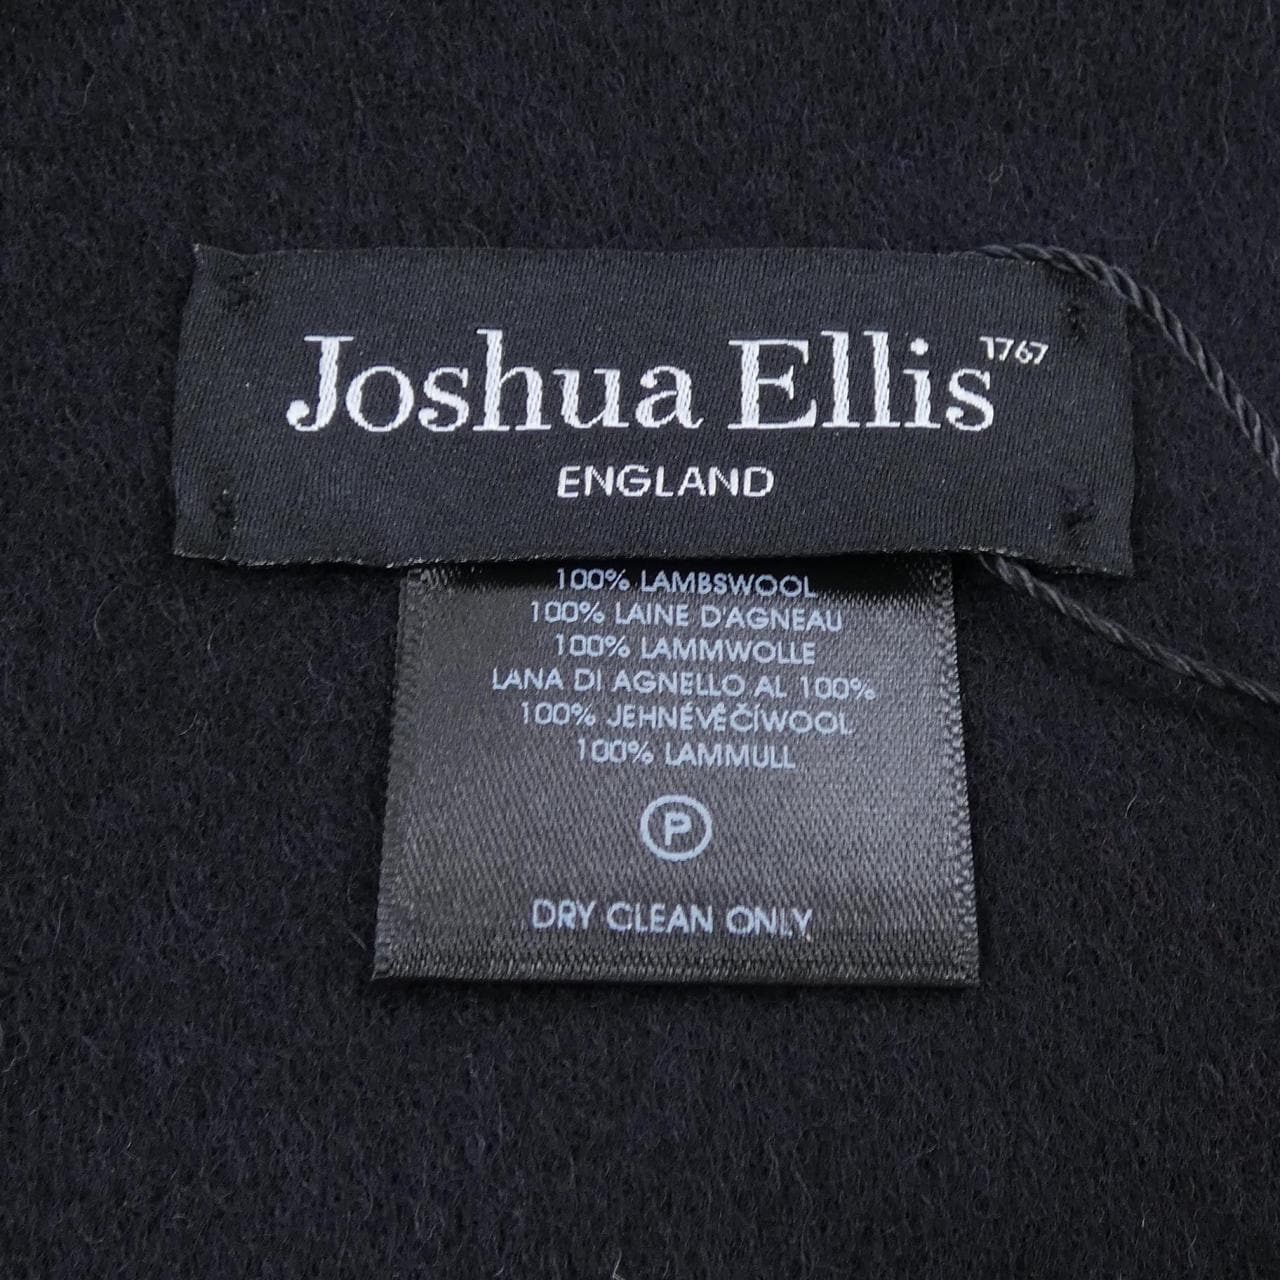 Joshua Ellis 1767
ENGLAND
100% LAMBSWOOL
100% LAINE D'AGNEAU
100% LAMMWOLLE
LANA DI AGNELLO AL 100%
100% JEHNÉVĚČÍWOOL
100% LAMMULL
P
DRY CLEAN ONLY